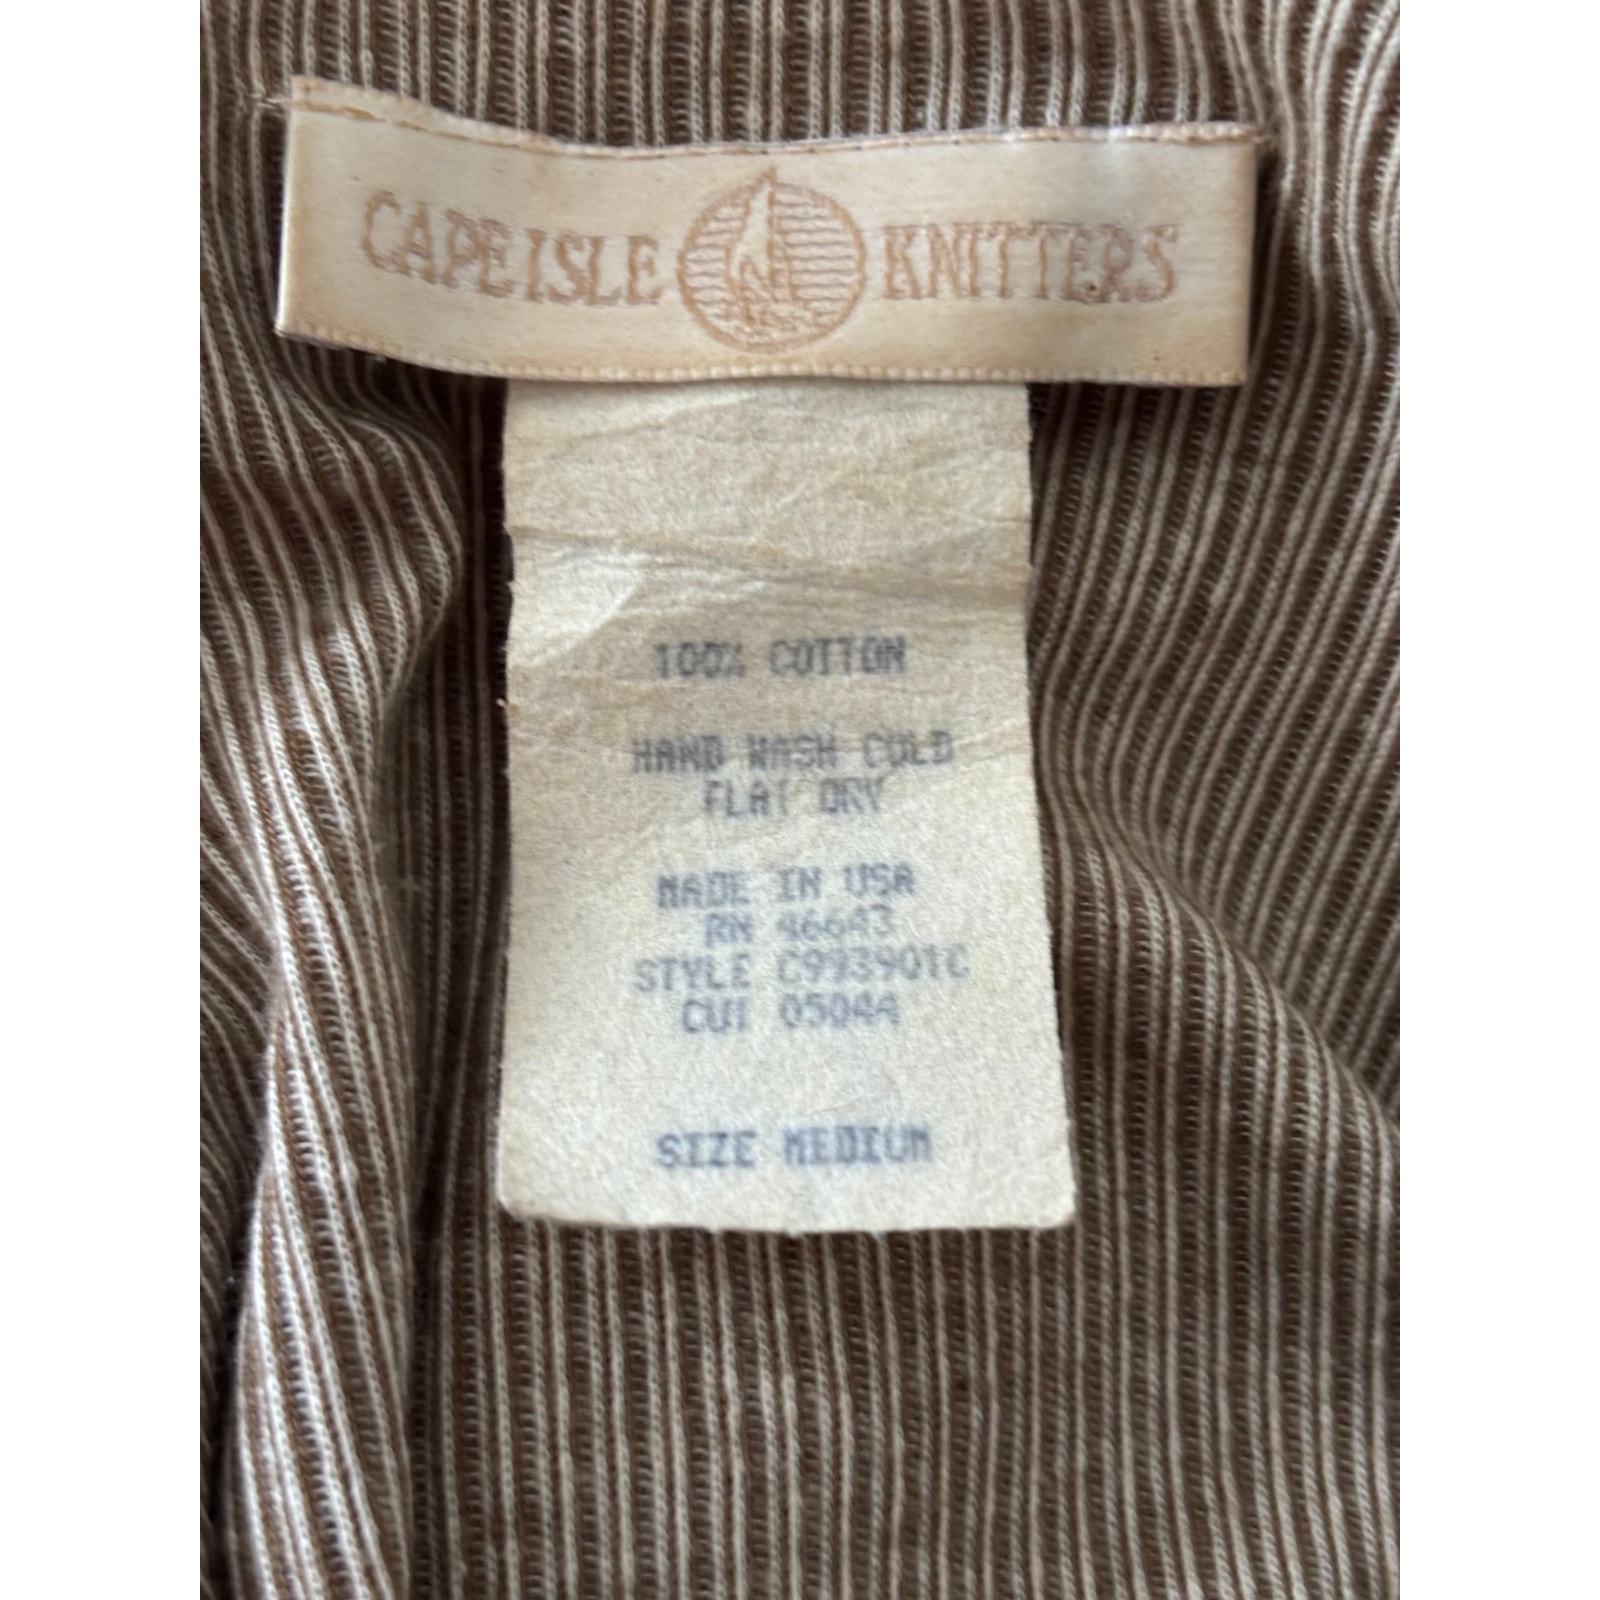 CAPE ISLE KNITTERS
100% COTTON
HAND WASH COLD
FLAT DRY
MADE IN USA
RN 46643
STYLE C993901C
CUT 0504A
SIZE MEDIUM